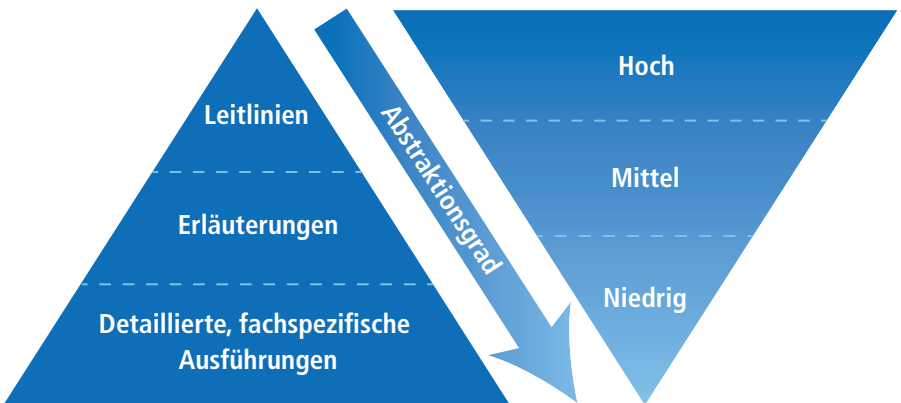 Leitlinien
Erläuterungen
Detaillierte, fachspezifische
Ausführungen
Abstraktionsgrad
Hoch
Mittel
Niedrig